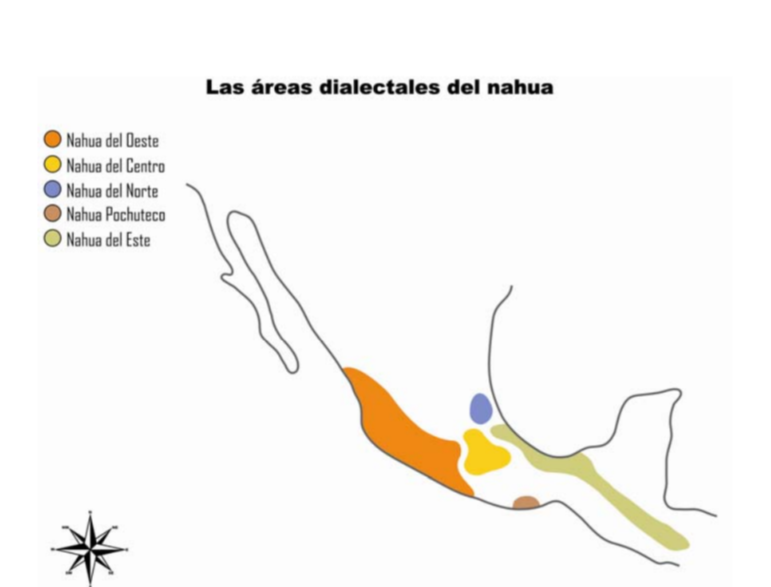 Las áreas dialectales del nahua
Nahua del Oeste
Nahua del Centro
Nahua del Norte
Nahua Pochuteco
Nahua del Este